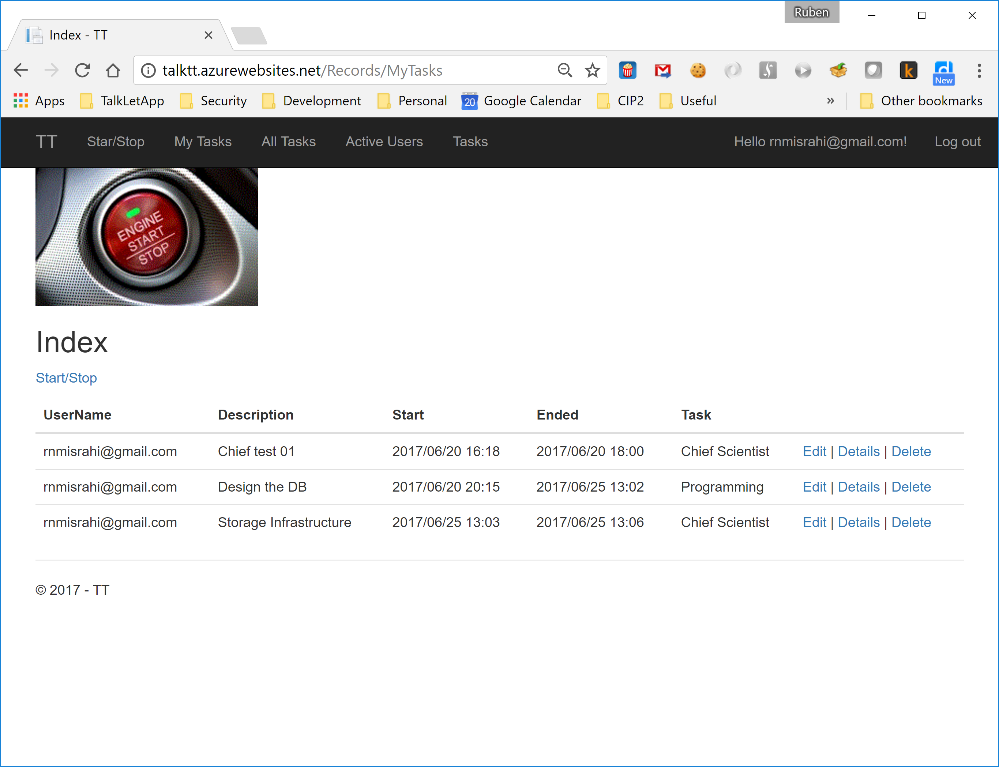 Ruben
Index - TT
talktt.azurewebsites.net/Records/MyTasks
k
New
Apps TalkLetApp Security Development Personal 20 Google Calendar CIP2 Useful » Other bookmarks
TT Star/Stop My Tasks All Tasks Active Users Tasks Hello rnmisrahi@gmail.com! Log out
ENGINE
START
STOP
Index
Start/Stop
UserName Description Start Ended Task
rnmisrahi@gmail.com Chief test 01 2017/06/20 16:18 2017/06/20 18:00 Chief Scientist Edit | Details | Delete
rnmisrahi@gmail.com Design the DB 2017/06/20 20:15 2017/06/25 13:02 Programming Edit | Details | Delete
rnmisrahi@gmail.com Storage Infrastructure 2017/06/25 13:03 2017/06/25 13:06 Chief Scientist Edit | Details | Delete
© 2017 - TT